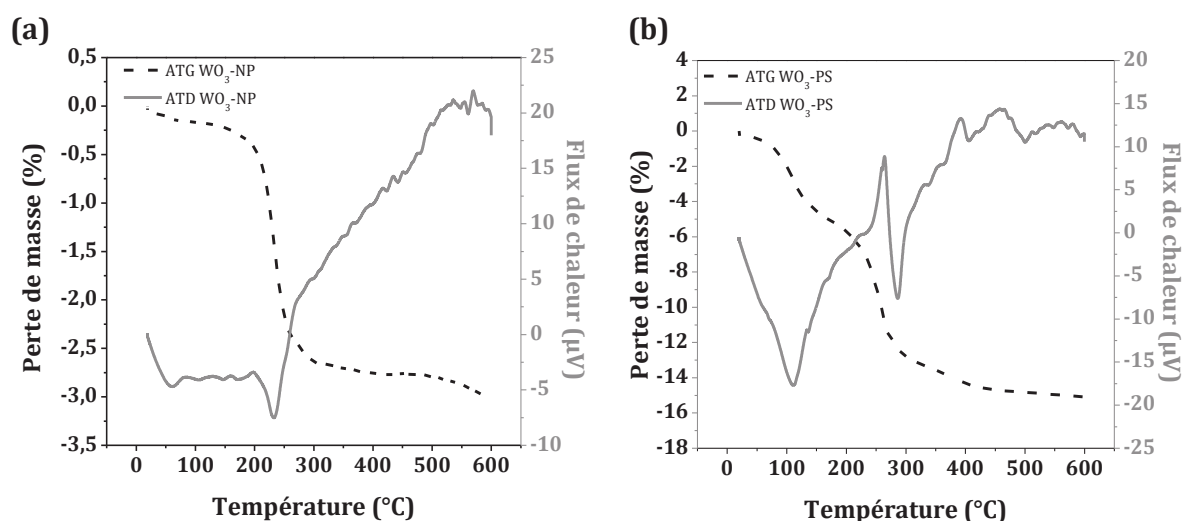 (a)
0,5
0,0
-0,5
-1,0
-1,5
-2,0
-2,5
-3,0
-3,5
Perte de masse (%)
ATG WO₃-NP
ATD WO₃-NP
25
20
15
10
5
0
-5
-10
Flux de chaleur (µV)
0 100 200 300 400 500 600
Température (°C)
(b)
4
2
0
-2
-4
-6
-8
-10
-12
-14
-16
-18
Perte de masse (%)
ATG WO₃-PS
ATD WO₃-PS
20
15
10
5
0
-5
-10
-15
-20
-25
Flux de chaleur (µV)
0 100 200 300 400 500 600
Température (°C)